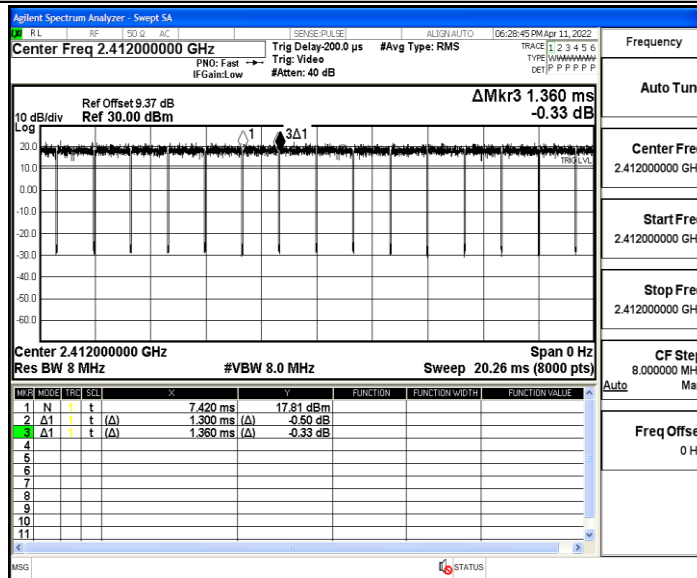 Agilent Spectrum Analyzer - Swept SA
RL RF 50 Ω AC SENSE:PULSE ALIGN AUTO 06:28:45 PM Apr 11, 2022
Center Freq 2.412000000 GHz
PNO: Fast
IFGain:Low
Trig Delay-200.0 µs
Trig: Video
#Atten: 40 dB
#Avg Type: RMS
TRACE 1 2 3 4 5 6
TYPE
DET P P P P P P
Frequency
Auto Tun
Ref Offset 9.37 dB
10 dB/div Ref 30.00 dBm
ΔMkr3 1.360 ms
-0.33 dB
Log
1 3Δ1
TRIG LVL
20.0
10.0
0.00
-10.0
-20.0
-30.0
-40.0
-50.0
-60.0
Center Fre
2.412000000 GH
Start Fre
2.412000000 GH
Stop Fre
2.412000000 GH
CF Step
8.000000 MH
Auto Ma
Freq Offse
0 H
Center 2.412000000 GHz Span 0 Hz
Res BW 8 MHz #VBW 8.0 MHz Sweep 20.26 ms (8000 pts)
MKR MODE TRC SCL X Y FUNCTION FUNCTION WIDTH FUNCTION VALUE
1 N 1 t 7.420 ms 17.81 dBm
2 Δ1 1 t (Δ) 1.300 ms (Δ) -0.50 dB
3 Δ1 1 t (Δ) 1.360 ms (Δ) -0.33 dB
4
5
6
7
8
9
10
11
MSG STATUS